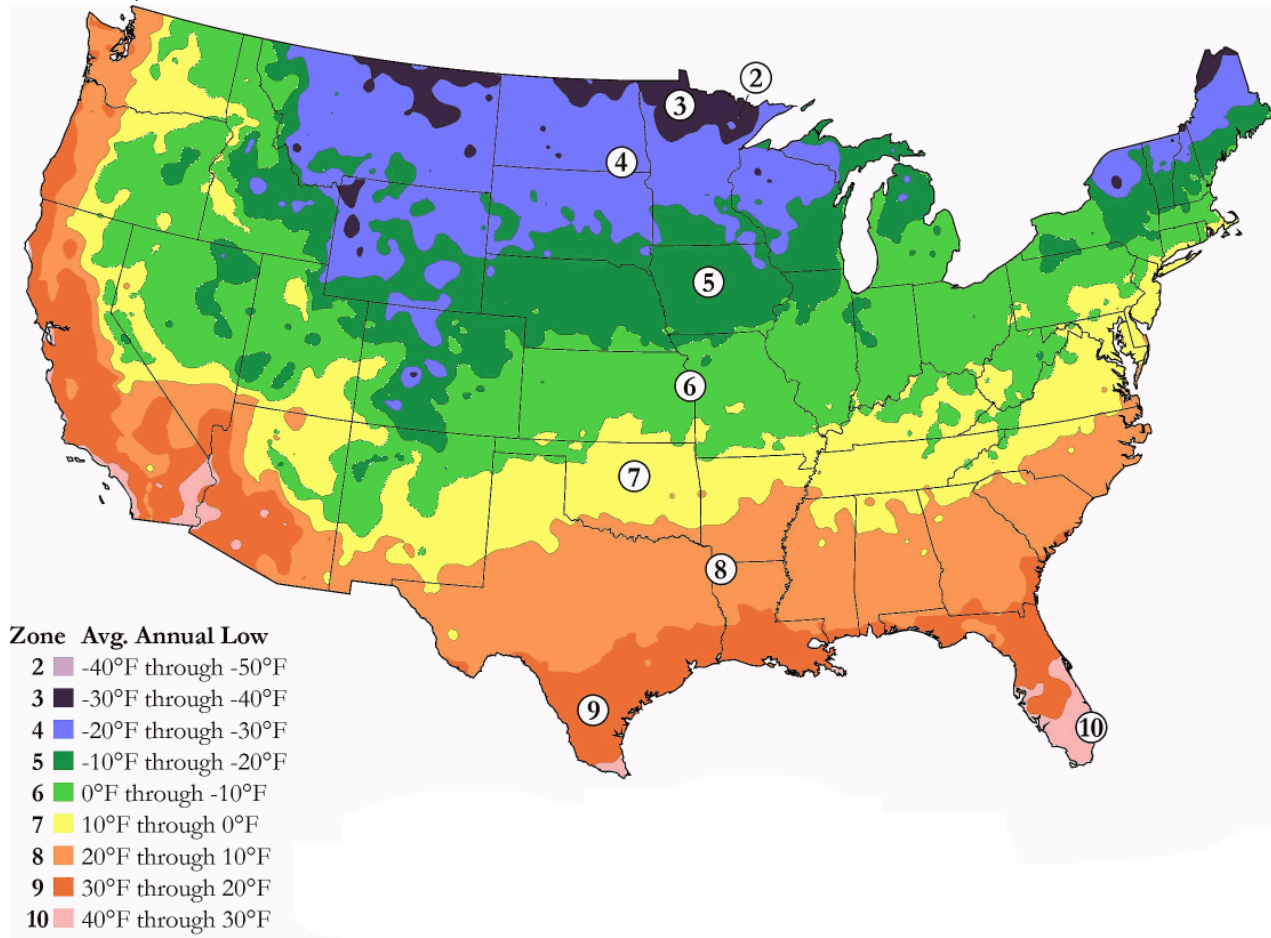 2
3
4
5
6
7
8
9
10
Zone Avg. Annual Low
2 -40°F through -50°F
3 -30°F through -40°F
4 -20°F through -30°F
5 -10°F through -20°F
6 0°F through -10°F
7 10°F through 0°F
8 20°F through 10°F
9 30°F through 20°F
10 40°F through 30°F